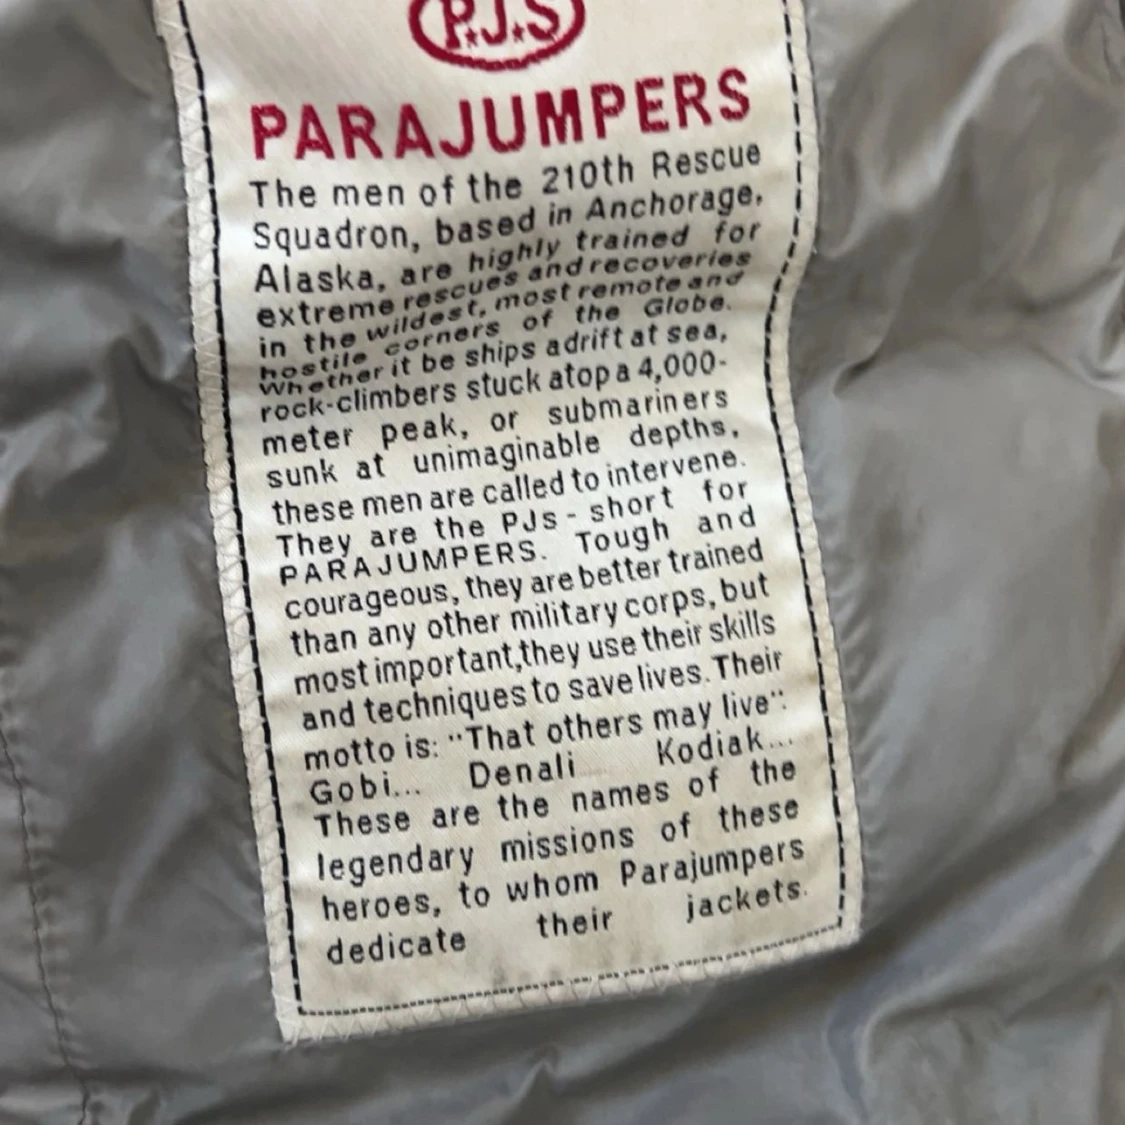 P.J.S
PARAJUMPERS
The men of the 210th Rescue
Squadron, based in Anchorage,
Alaska, are highly trained for
extreme rescues and recoveries
in the wildest, most remote and
hostile corners of the Globe.
Whether it be ships adrift at sea,
rock-climbers stuck atop a 4,000-
meter peak, or submariners
sunk at unimaginable depths,
these men are called to intervene.
They are the PJs - short for
PARAJUMPERS. Tough and
courageous, they are better trained
than any other military corps, but
most important,they use their skills
and techniques to save lives. Their
motto is: "That others may live":
Gobi... Denali Kodiak...
These are the names of the
legendary missions of these
heroes, to whom Parajumpers
dedicate their jackets.